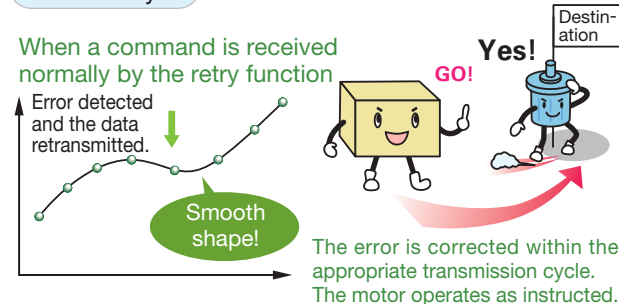 When a command is received
normally by the retry function
Error detected
and the data
retransmitted.
Smooth
shape!
GO!
Yes!
Destin-
ation
The error is corrected within the
appropriate transmission cycle.
The motor operates as instructed.